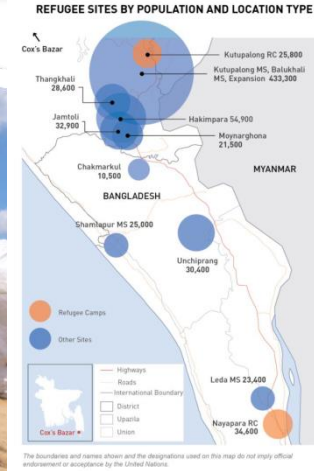 REFUGEE SITES BY POPULATION AND LOCATION TYPE
Cox's Bazar
Kutupalong RC 25,800
Kutupalong MS, Balukhali
MS, Expansion 433,300
Thangkhali
28,600
Jamtoli
32,900
Hakimpara 54,900
Moynarghona
21,500
Chakmarkul
10,500
MYANMAR
BANGLADESH
Shamlapur MS 25,000
Unchiprang
30,400
Refugee Camps
Other Sites
Leda MS 23,400
Nayapara RC
34,600
Highways
Roads
International Boundary
District
Upazila
Union
Cox's Bazar
The boundaries and names shown and the designations used on this map do not imply official
endorsement or acceptance by the United Nations.